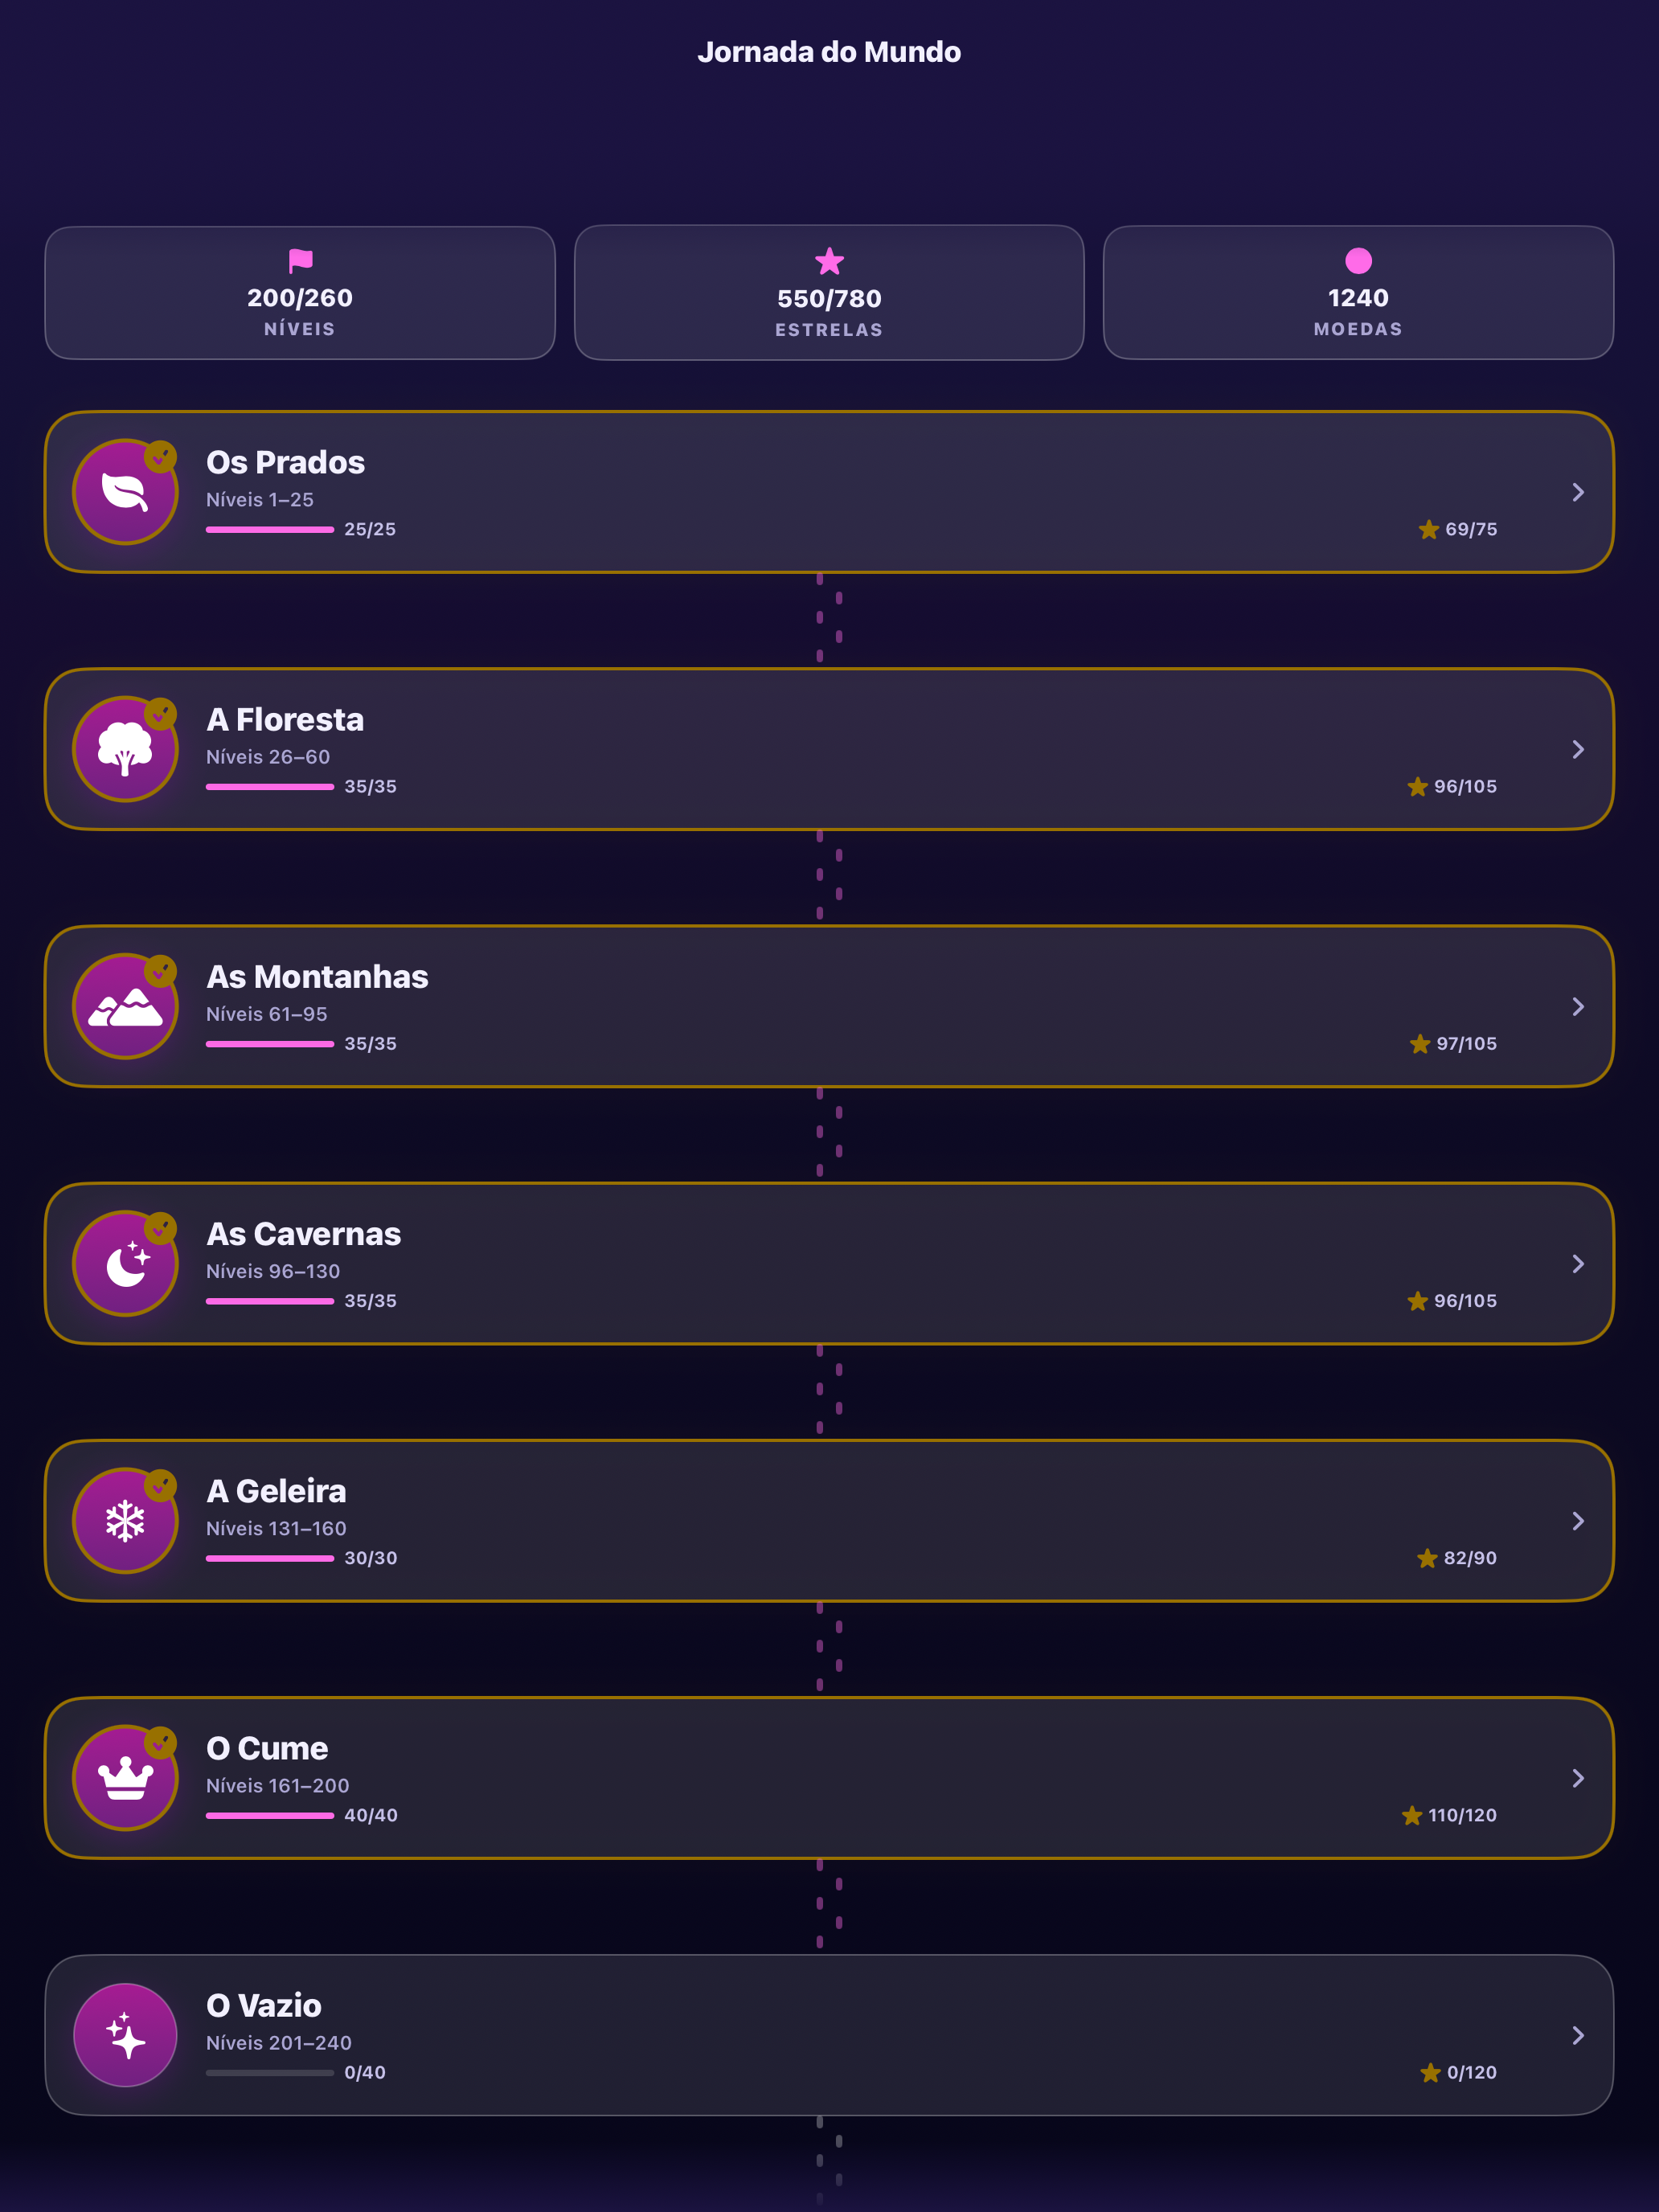 Jornada do Mundo
200/260
NÍVEIS
550/780
ESTRELAS
1240
MOEDAS
Os Prados
Níveis 1–25
25/25
69/75
A Floresta
Níveis 26–60
35/35
96/105
As Montanhas
Níveis 61–95
35/35
97/105
As Cavernas
Níveis 96–130
35/35
96/105
A Geleira
Níveis 131–160
30/30
82/90
O Cume
Níveis 161–200
40/40
110/120
O Vazio
Níveis 201–240
0/40
0/120